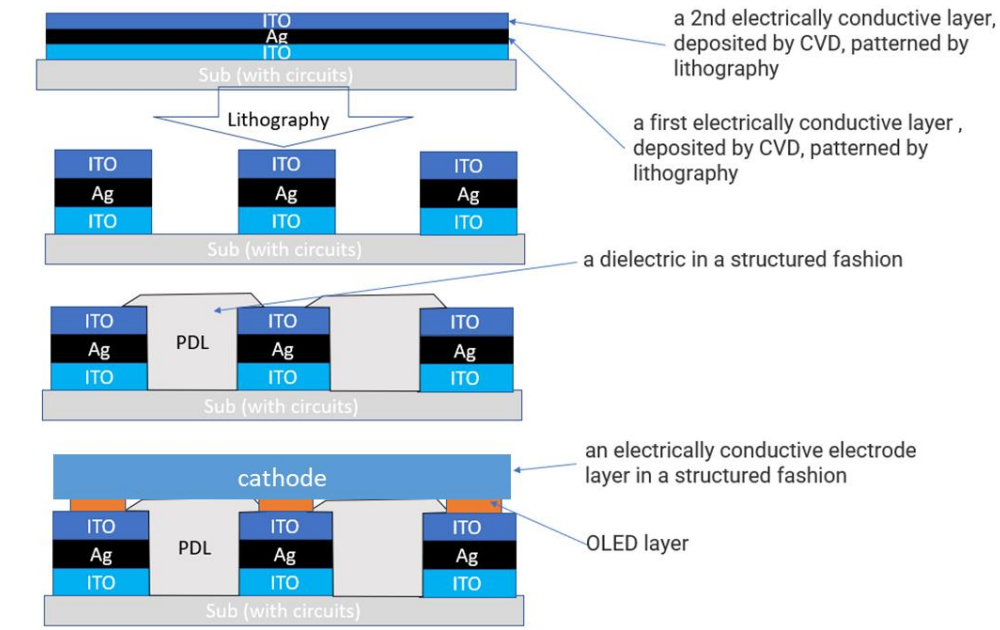 ITO
Ag
ITO
Sub (with circuits)
a 2nd electrically conductive layer,
deposited by CVD, patterned by
lithography
Lithography
a first electrically conductive layer ,
deposited by CVD, patterned by
lithography
ITO
ITO
ITO
Ag
Ag
Ag
ITO
ITO
ITO
Sub (with circuits)
a dielectric in a structured fashion
ITO
ITO
ITO
PDL
Ag
Ag
Ag
ITO
ITO
ITO
Sub (with circuits)
an electrically conductive electrode
layer in a structured fashion
cathode
OLED layer
ITO
ITO
ITO
Ag
PDL
Ag
Ag
ITO
ITO
ITO
Sub (with circuits)